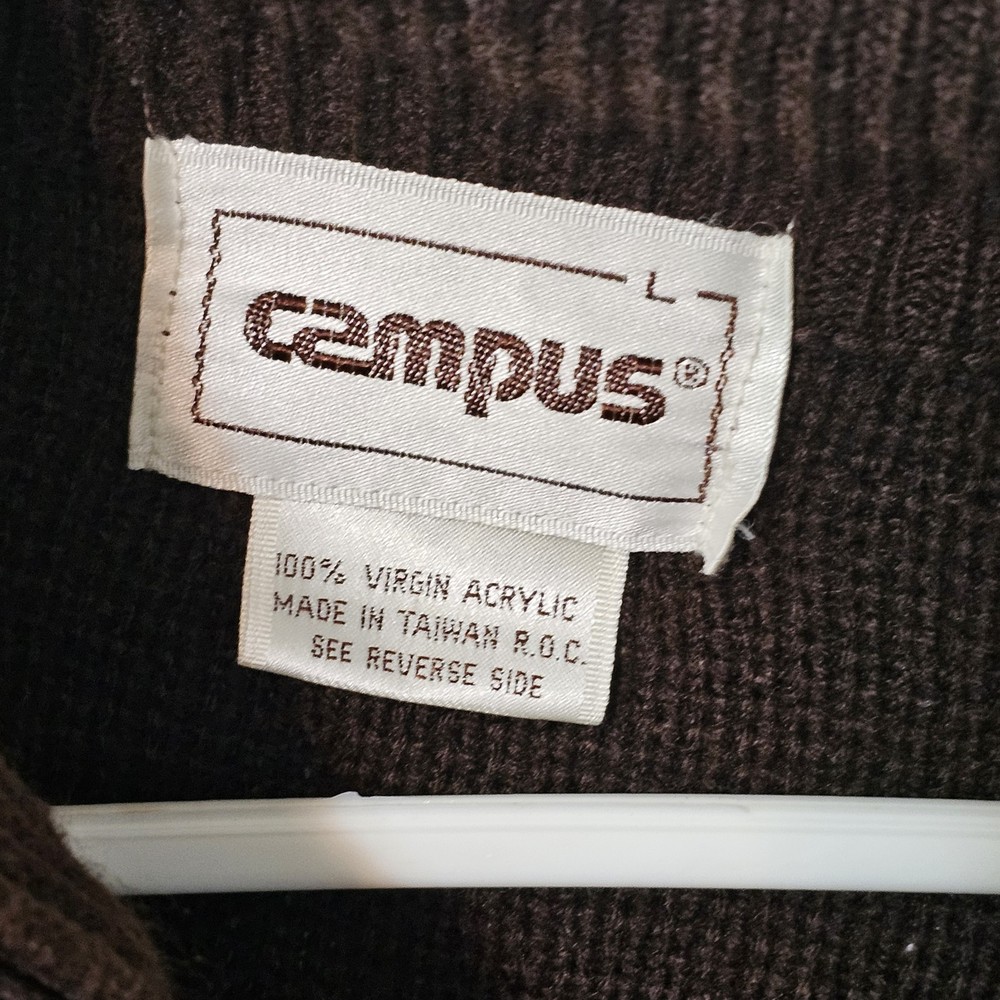 L
campus®
100% VIRGIN ACRYLIC
MADE IN TAIWAN R.O.C.
SEE REVERSE SIDE